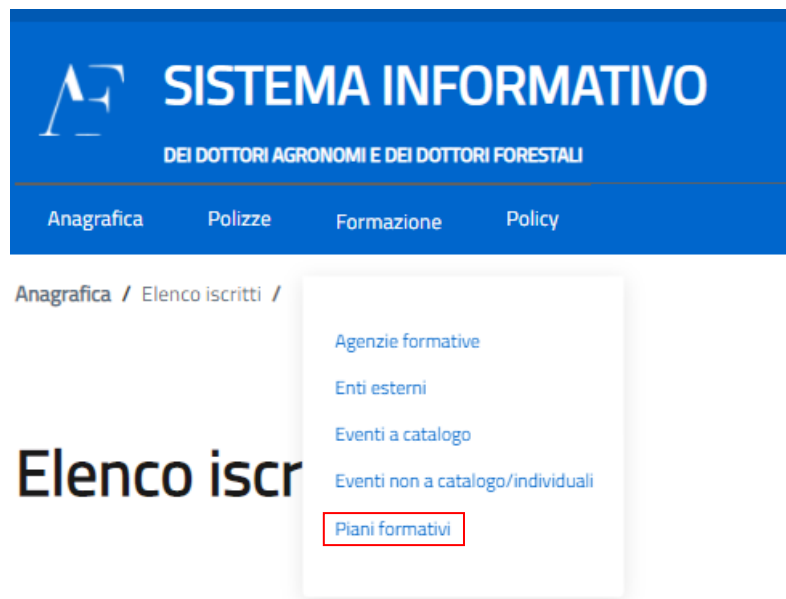 AF
SISTEMA INFORMATIVO
DEI DOTTORI AGRONOMI E DEI DOTTORI FORESTALI
Anagrafica Polizze Formazione Policy
Anagrafica / Elenco iscritti /
Agenzie formative
Enti esterni
Eventi a catalogo
Elenco iscr
Eventi non a catalogo/individuali
Piani formativi